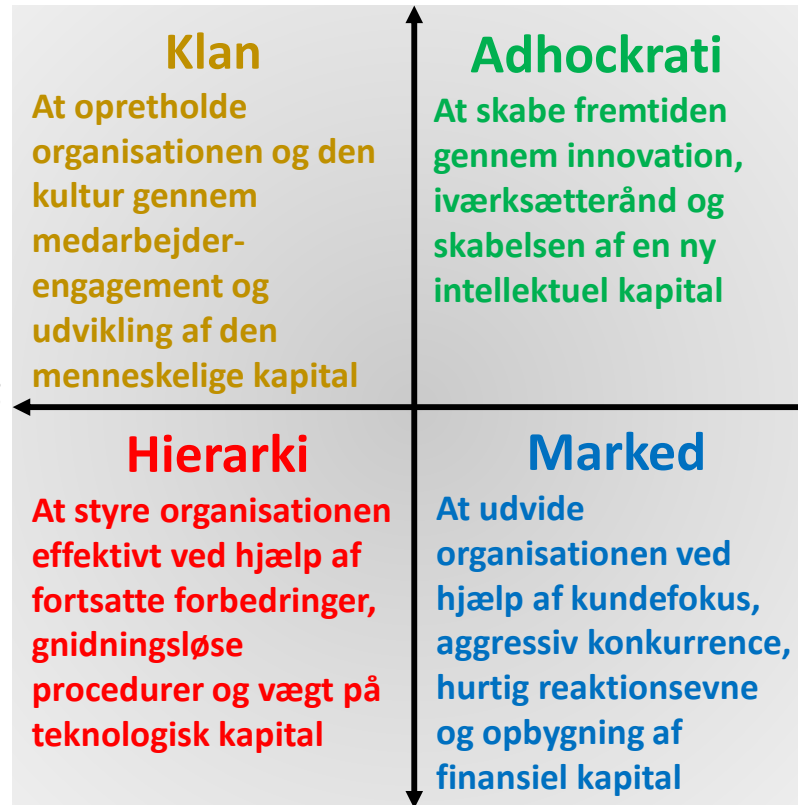 Klan
At opretholde
organisationen og den
kultur gennem
medarbejder-
engagement og
udvikling af den
menneskelige kapital
Adhockrati
At skabe fremtiden
gennem innovation,
iværksætterånd og
skabelsen af en ny
intellektuel kapital
Hierarki
At styre organisationen
effektivt ved hjælp af
fortsatte forbedringer,
gnidningsløse
procedurer og vægt på
teknologisk kapital
Marked
At udvide
organisationen ved
hjælp af kundefokus,
aggressiv konkurrence,
hurtig reaktionsevne
og opbygning af
finansiel kapital